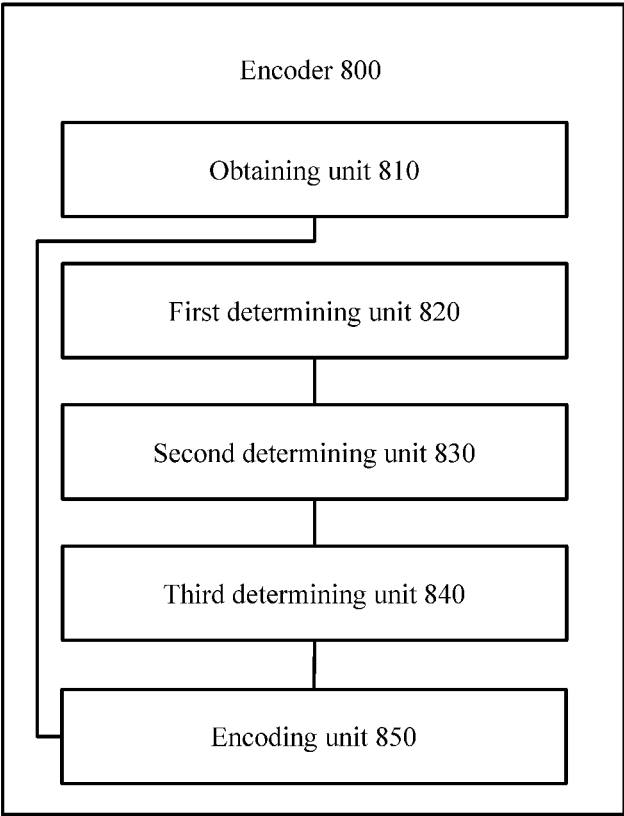 Encoder 800
Obtaining unit 810
First determining unit 820
Second determining unit 830
Third determining unit 840
Encoding unit 850